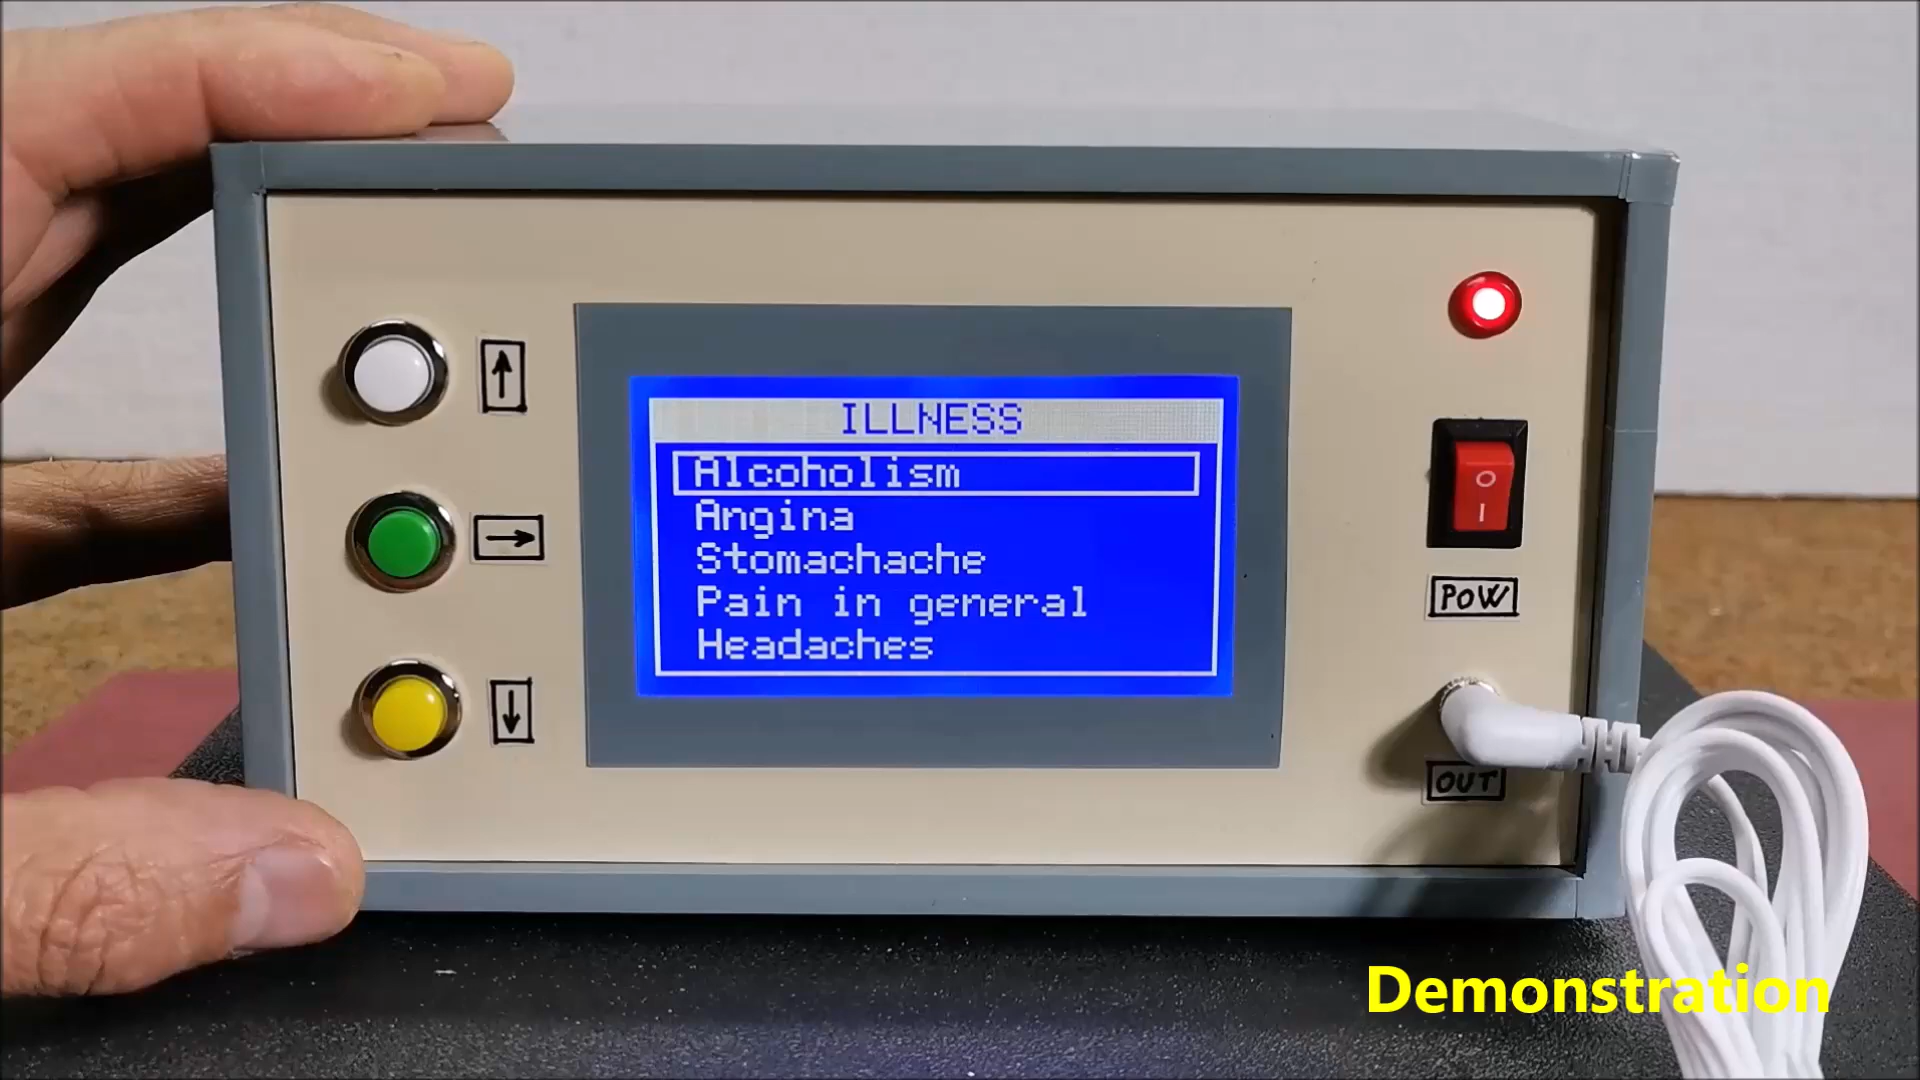 ILLNESS
Alcoholism
Angina
Stomachache
Pain in general
Headaches
↑
→
↓
O
I
POW
OUT
Demonstration